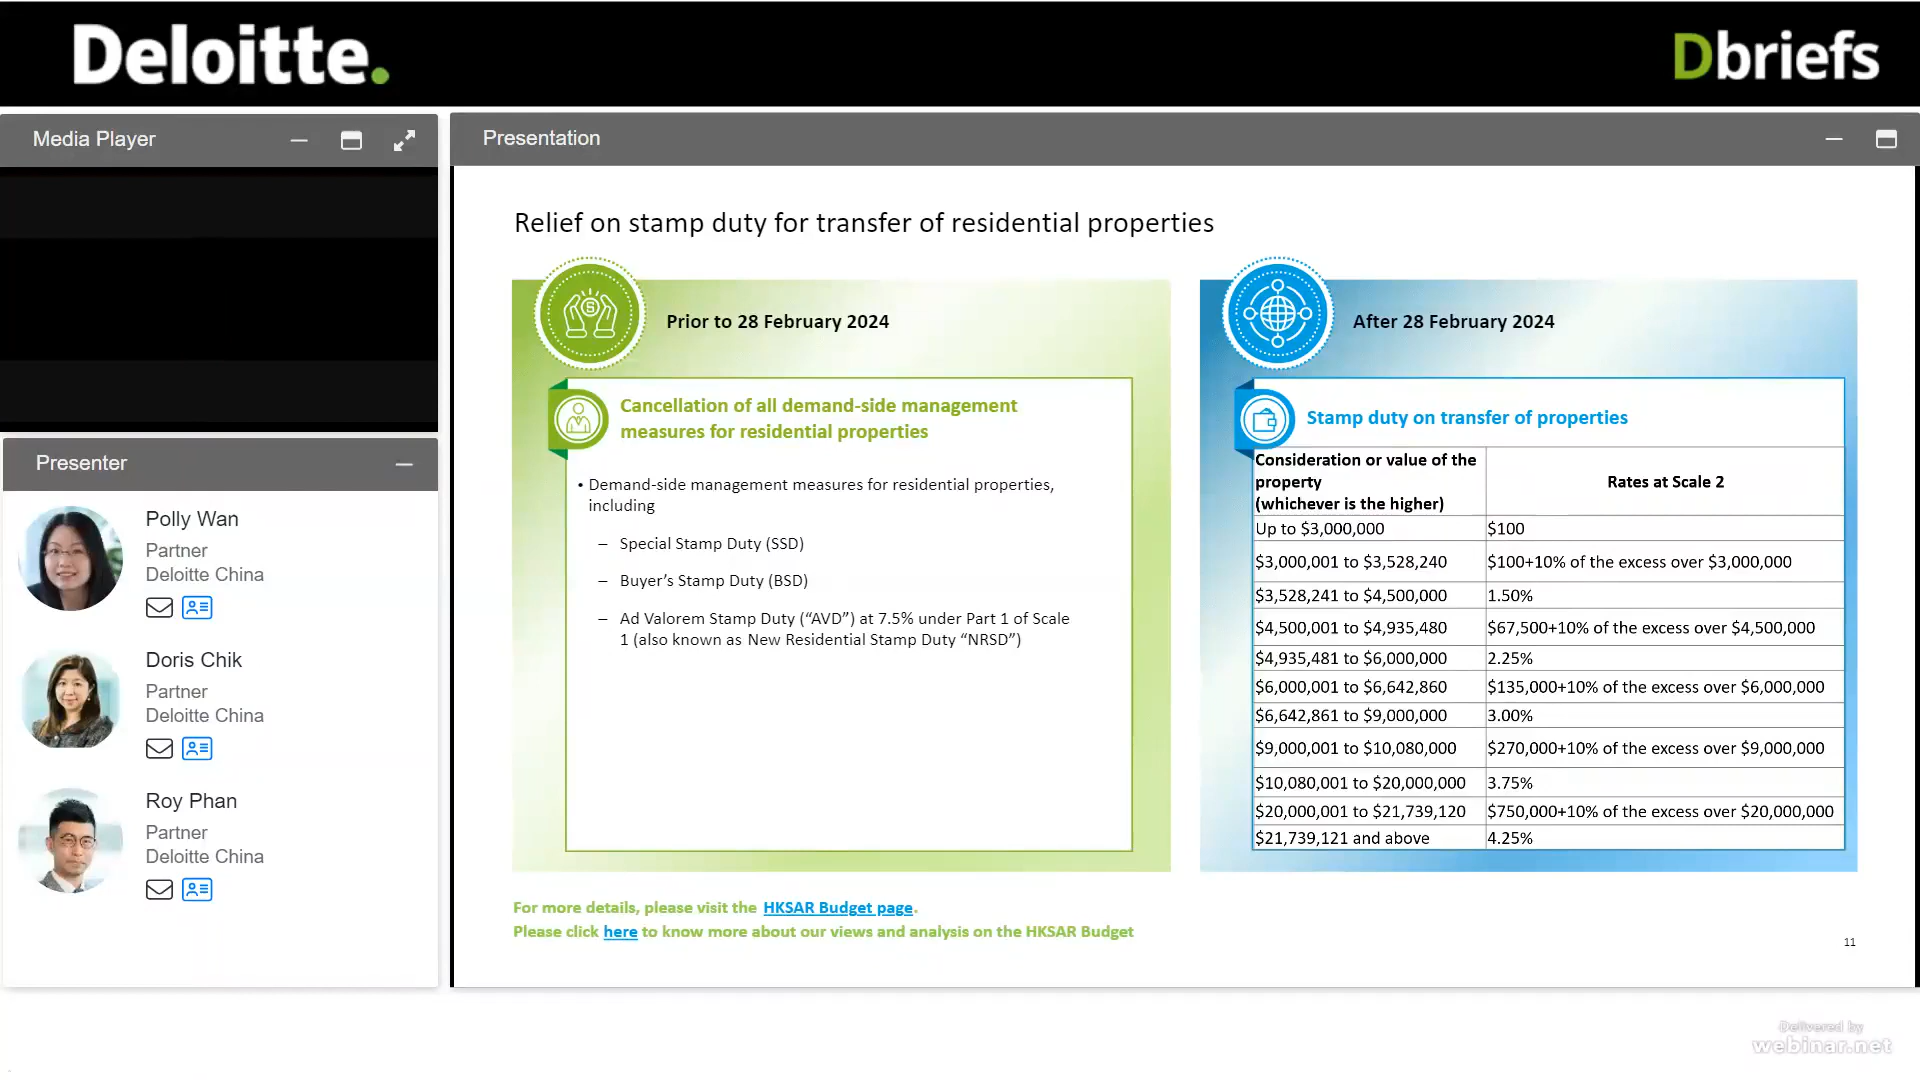 Deloitte.
Dbriefs
Media Player
Presenter
Polly Wan
Partner
Deloitte China
Doris Chik
Partner
Deloitte China
Roy Phan
Partner
Deloitte China
Presentation
Relief on stamp duty for transfer of residential properties
Prior to 28 February 2024
Cancellation of all demand-side management
measures for residential properties
• Demand-side management measures for residential properties,
including
– Special Stamp Duty (SSD)
– Buyer’s Stamp Duty (BSD)
– Ad Valorem Stamp Duty (“AVD”) at 7.5% under Part 1 of Scale
1 (also known as New Residential Stamp Duty “NRSD”)
After 28 February 2024
Stamp duty on transfer of properties
Consideration or value of the
property
(whichever is the higher)
Rates at Scale 2
Up to $3,000,000 $100
$3,000,001 to $3,528,240 $100+10% of the excess over $3,000,000
$3,528,241 to $4,500,000 1.50%
$4,500,001 to $4,935,480 $67,500+10% of the excess over $4,500,000
$4,935,481 to $6,000,000 2.25%
$6,000,001 to $6,642,860 $135,000+10% of the excess over $6,000,000
$6,642,861 to $9,000,000 3.00%
$9,000,001 to $10,080,000 $270,000+10% of the excess over $9,000,000
$10,080,001 to $20,000,000 3.75%
$20,000,001 to $21,739,120 $750,000+10% of the excess over $20,000,000
$21,739,121 and above 4.25%
For more details, please visit the HKSAR Budget page.
Please click here to know more about our views and analysis on the HKSAR Budget
11
Delivered by
webinar.net